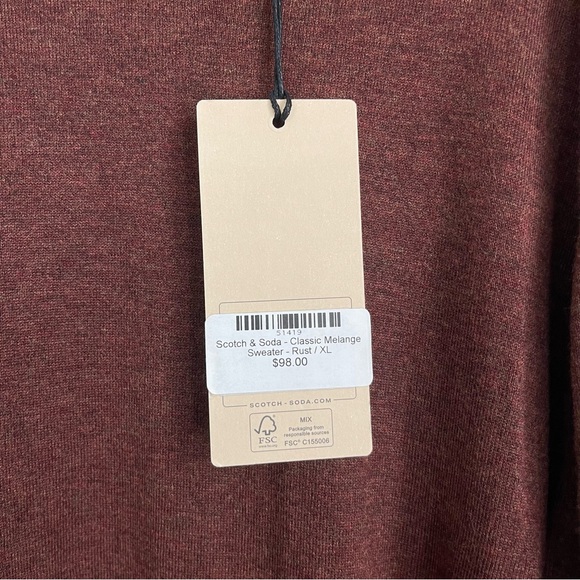 51419
Scotch & Soda - Classic Melange
Sweater - Rust / XL
$98.00
SCOTCH-SODA.COM
FSC
MIX
Packaging from
responsible sources
FSC® C155006